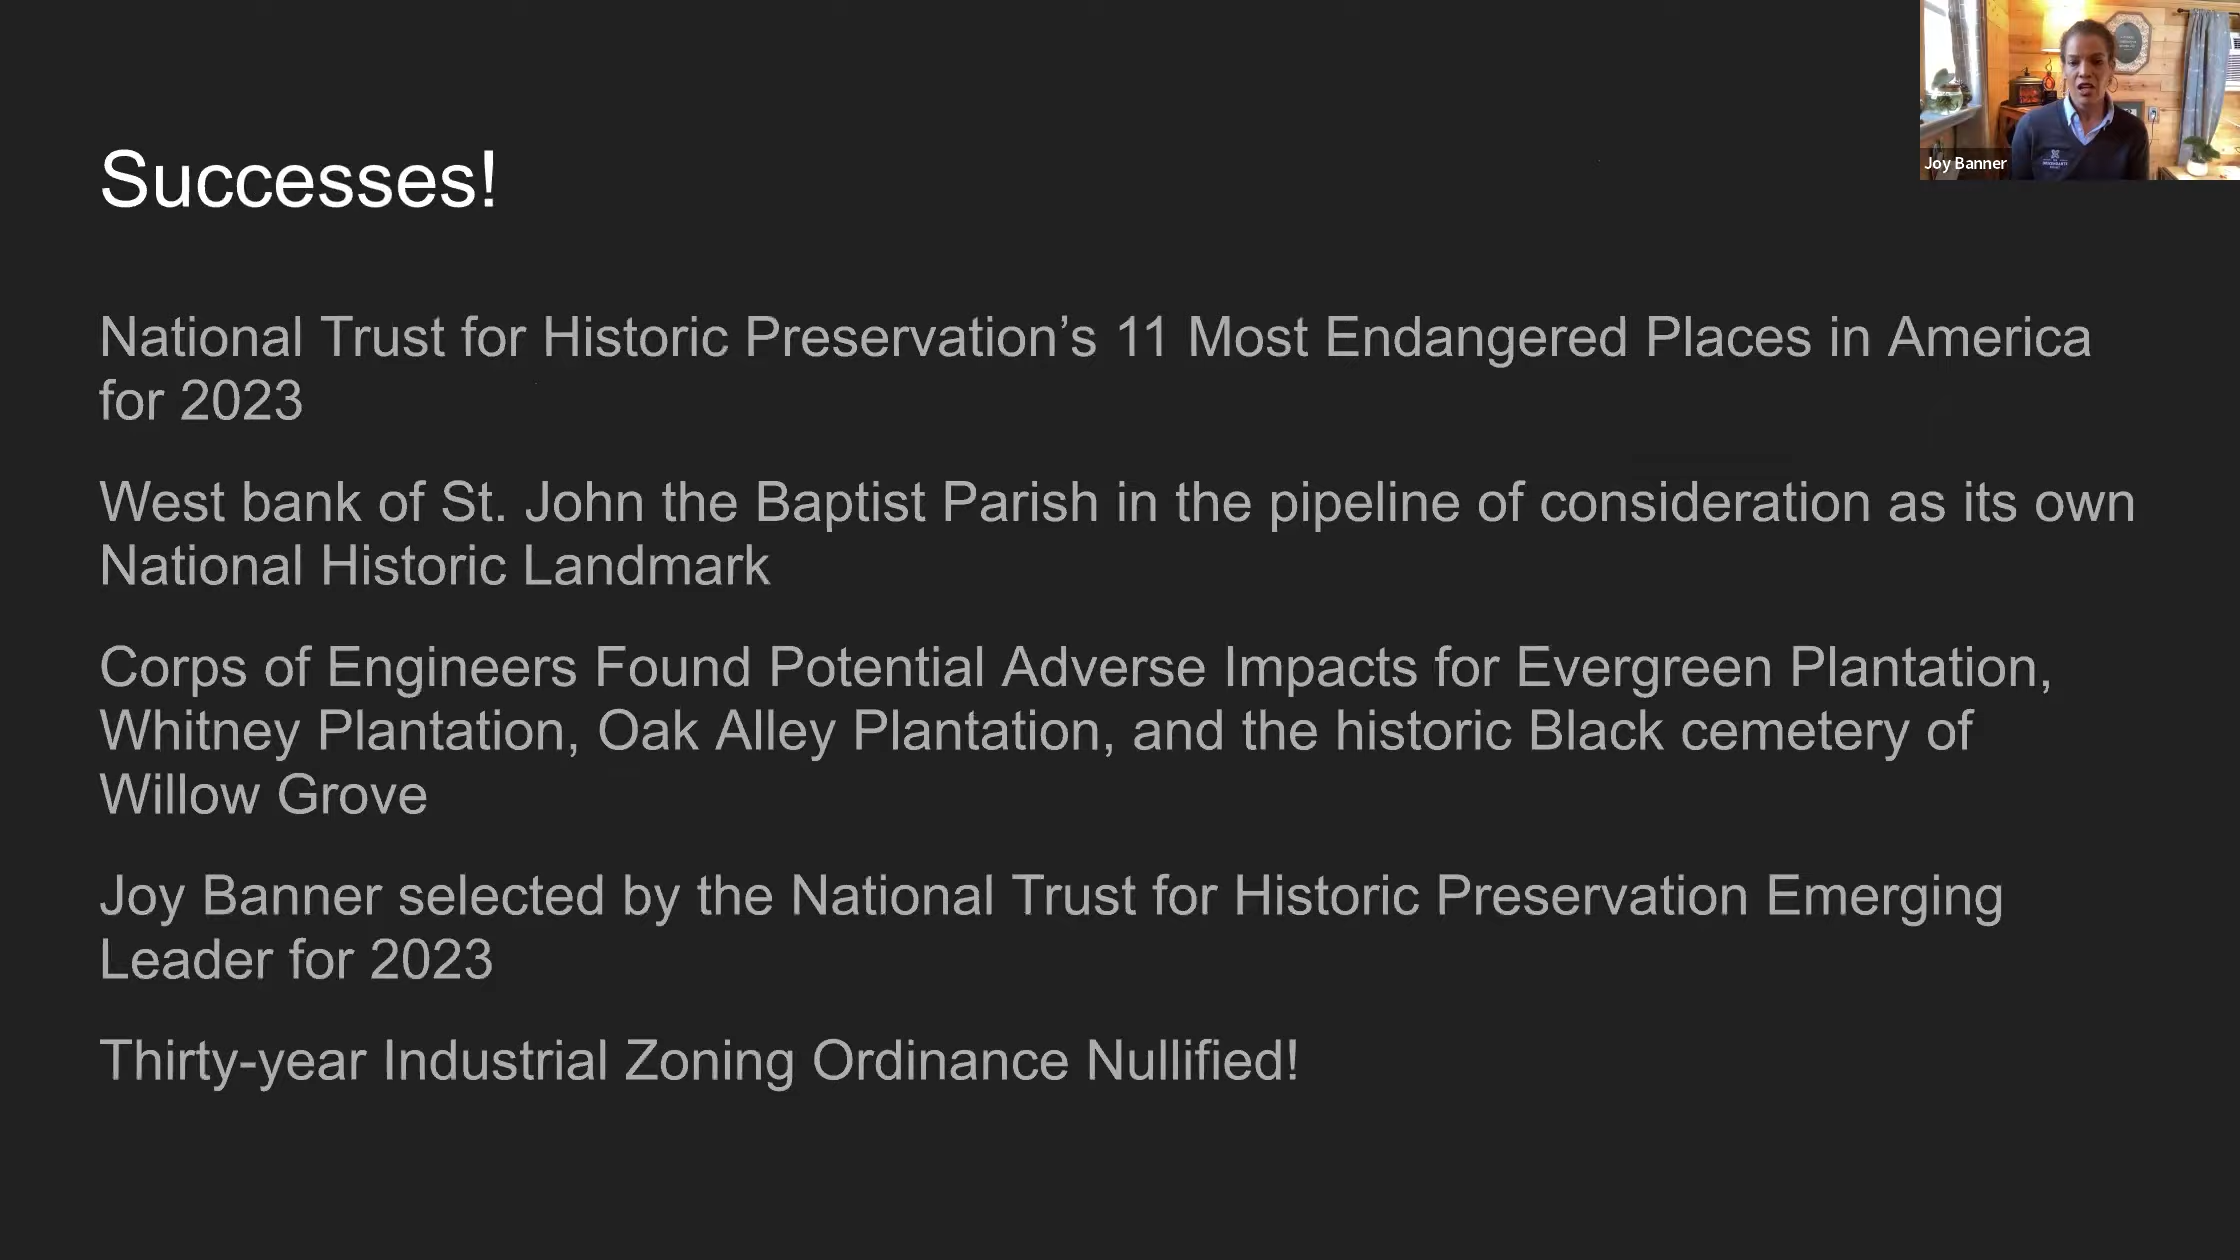 Successes!
National Trust for Historic Preservation’s 11 Most Endangered Places in America
for 2023
West bank of St. John the Baptist Parish in the pipeline of consideration as its own
National Historic Landmark
Corps of Engineers Found Potential Adverse Impacts for Evergreen Plantation,
Whitney Plantation, Oak Alley Plantation, and the historic Black cemetery of
Willow Grove
Joy Banner selected by the National Trust for Historic Preservation Emerging
Leader for 2023
Thirty-year Industrial Zoning Ordinance Nullified!
Joy Banner